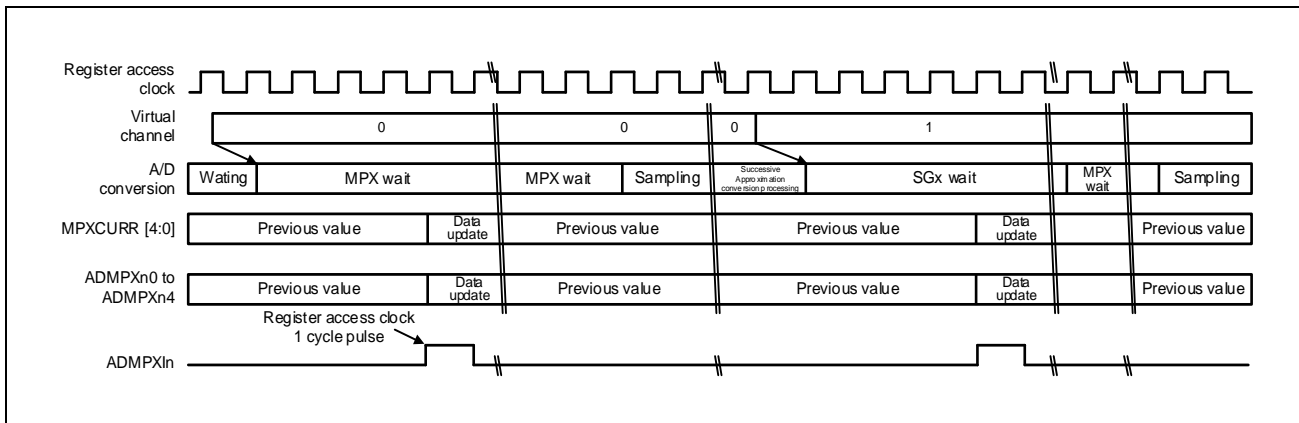 Register access
clock
Virtual
channel
0 0 0 1
A/D
conversion
Wating MPX wait MPX wait Sampling Successive
Approximation
conversion processing SGx wait MPX
wait Sampling
MPXCURR [4:0] Previous value Data
update Previous value Previous value Data
update Previous value
ADMPXn0 to
ADMPXn4
Previous value Data
update Previous value Previous value Data
update Previous value
Register access clock
1 cycle pulse
ADMPXIn